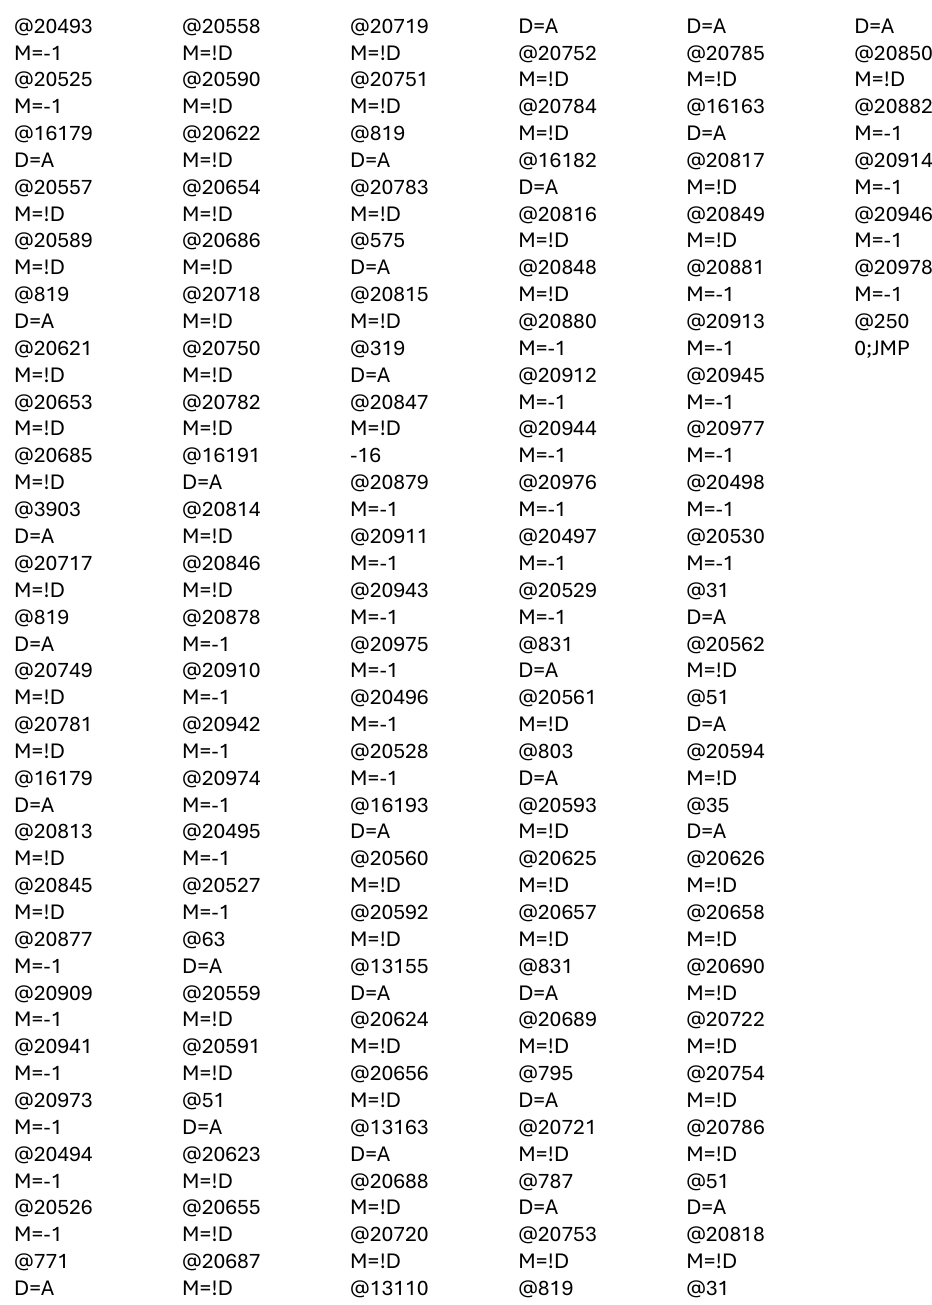 @20493
M=-1
@20525
M=-1
@16179
D=A
@20557
M=!D
@20589
M=!D
@819
D=A
@20621
M=!D
@20653
M=!D
@20685
M=!D
@3903
D=A
@20717
M=!D
@819
D=A
@20749
M=!D
@20781
M=!D
@16179
D=A
@20813
M=!D
@20845
M=!D
@20877
M=-1
@20909
M=-1
@20941
M=-1
@20973
M=-1
@20494
M=-1
@20526
M=-1
@771
D=A
@20558
M=!D
@20590
M=!D
@20622
M=!D
@20654
M=!D
@20686
M=!D
@20718
M=!D
@20750
M=!D
@20782
M=!D
@16191
D=A
@20814
M=!D
@20846
M=!D
@20878
M=-1
@20910
M=-1
@20942
M=-1
@20974
M=-1
@20495
M=-1
@20527
M=-1
@63
D=A
@20559
M=!D
@20591
M=!D
@51
D=A
@20623
M=!D
@20655
M=!D
@20687
M=!D
@20719
M=!D
@20751
M=!D
@819
D=A
@20783
M=!D
@575
D=A
@20815
M=!D
@319
D=A
@20847
M=!D
-16
@20879
M=-1
@20911
M=-1
@20943
M=-1
@20975
M=-1
@20496
M=-1
@20528
M=-1
@16193
D=A
@20560
M=!D
@20592
M=!D
@13155
D=A
@20624
M=!D
@20656
M=!D
@13163
D=A
@20688
M=!D
@20720
M=!D
@13110
D=A
@20752
M=!D
@20784
M=!D
@16182
D=A
@20816
M=!D
@20848
M=!D
@20880
M=-1
@20912
M=-1
@20944
M=-1
@20976
M=-1
@20497
M=-1
@20529
M=-1
@831
D=A
@20561
M=!D
@803
D=A
@20593
M=!D
@20625
M=!D
@20657
M=!D
@831
D=A
@20689
M=!D
@795
D=A
@20721
M=!D
@787
D=A
@20753
M=!D
@819
D=A
@20785
M=!D
@16163
D=A
@20817
M=!D
@20849
M=!D
@20881
M=-1
@20913
M=-1
@20945
M=-1
@20977
M=-1
@20498
M=-1
@20530
M=-1
@31
D=A
@20562
M=!D
@51
D=A
@20594
M=!D
@35
D=A
@20626
M=!D
@20658
M=!D
@20690
M=!D
@20722
M=!D
@20754
M=!D
@20786
M=!D
@51
D=A
@20818
M=!D
@31
D=A
@20850
M=!D
@20882
M=-1
@20914
M=-1
@20946
M=-1
@20978
M=-1
@250
0;JMP